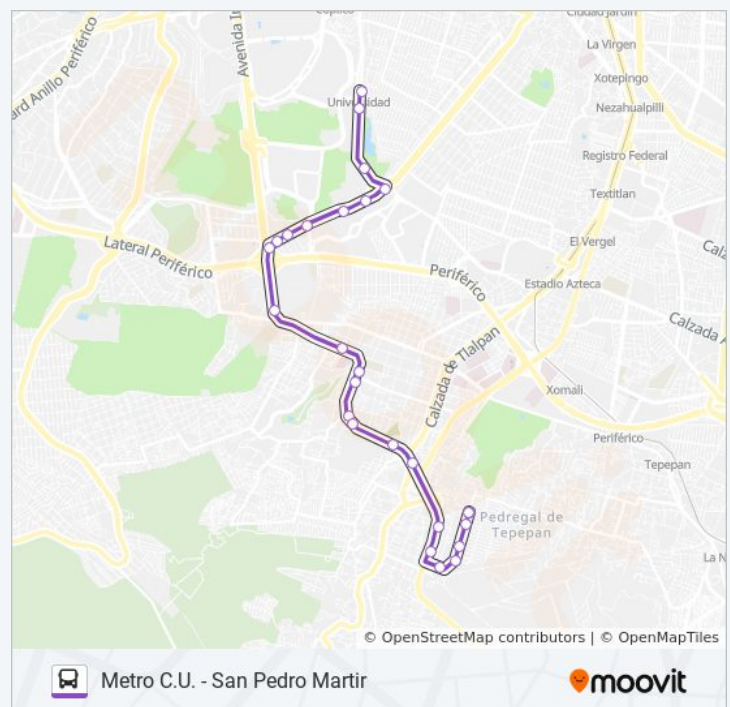 Ciudad Jardín
La Virgen
Avenida
ard Anillo Periférico
Xotepingo
Universidad
Nezahualpilli
Registro Federal
Textitlan
El Vergel
Lateral Periférico
Periférico
Estadio Azteca
Calzada
Calzada de Tlalpan
Xomali
Periférico
Tepepan
Pedregal de
Tepepan
La N
© OpenStreetMap contributors | © OpenMapTiles
Metro C.U. - San Pedro Martir
moovit